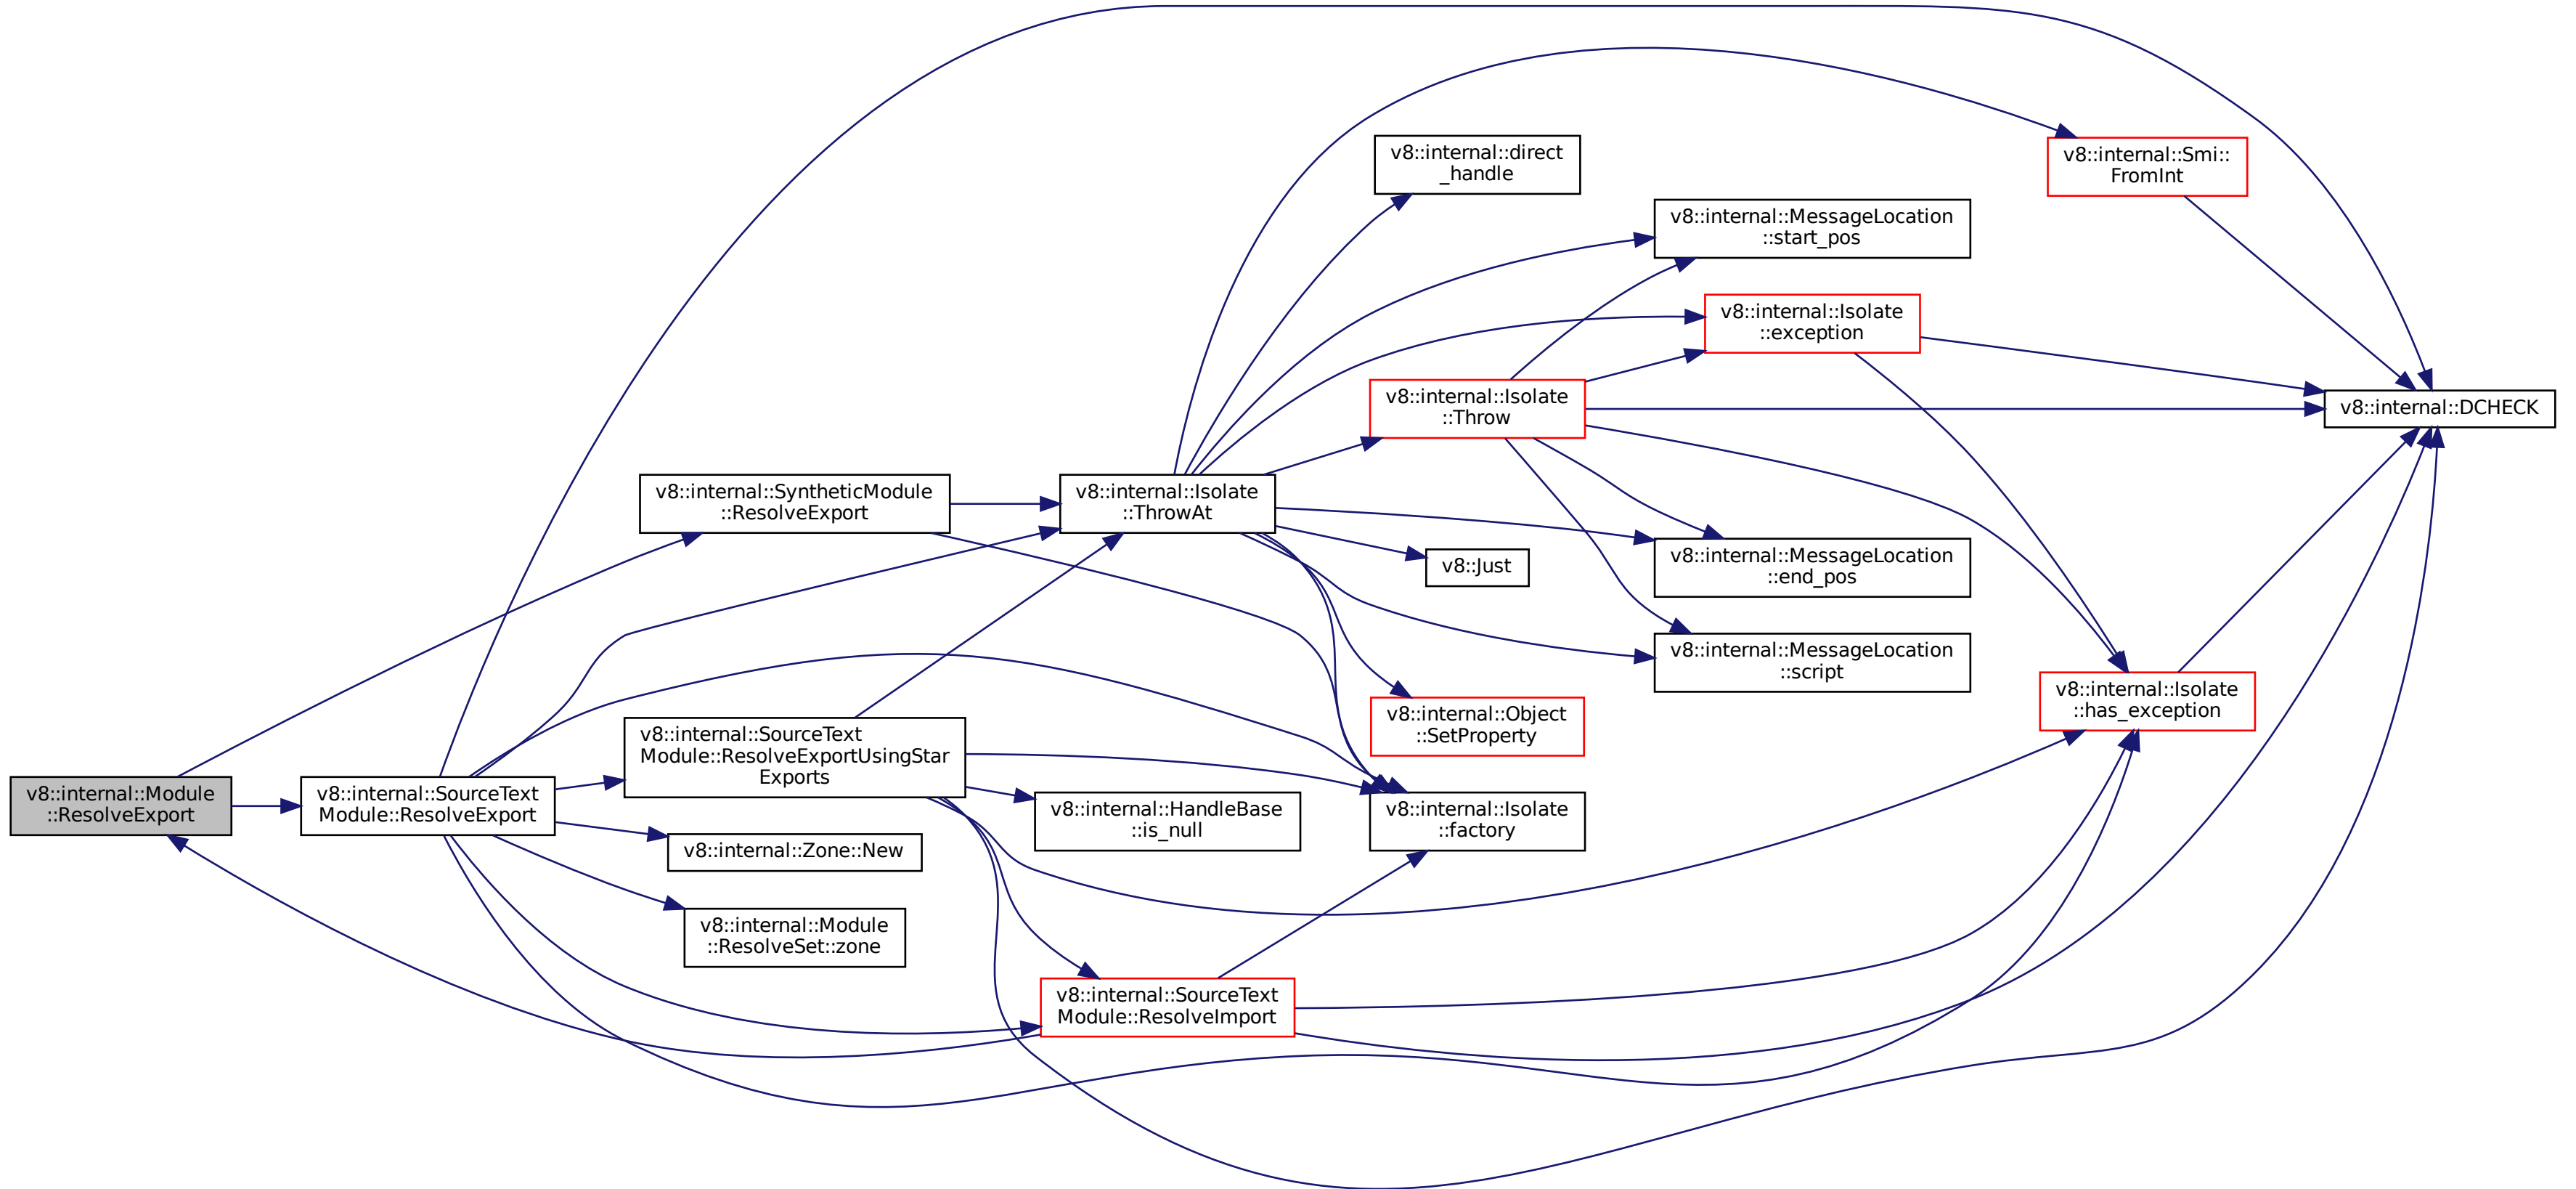 v8::internal::Module
::ResolveExport
v8::internal::SourceText
Module::ResolveExport
v8::internal::SyntheticModule
::ResolveExport
v8::internal::SourceText
Module::ResolveExportUsingStar
Exports
v8::internal::Zone::New
v8::internal::Module
::ResolveSet::zone
v8::internal::Isolate
::ThrowAt
v8::internal::HandleBase
::is_null
v8::internal::SourceText
Module::ResolveImport
v8::internal::direct
_handle
v8::internal::Isolate
::Throw
v8::Just
v8::internal::Object
::SetProperty
v8::internal::Isolate
::factory
v8::internal::MessageLocation
::start_pos
v8::internal::Isolate
::exception
v8::internal::MessageLocation
::end_pos
v8::internal::MessageLocation
::script
v8::internal::Smi::
FromInt
v8::internal::Isolate
::has_exception
v8::internal::DCHECK